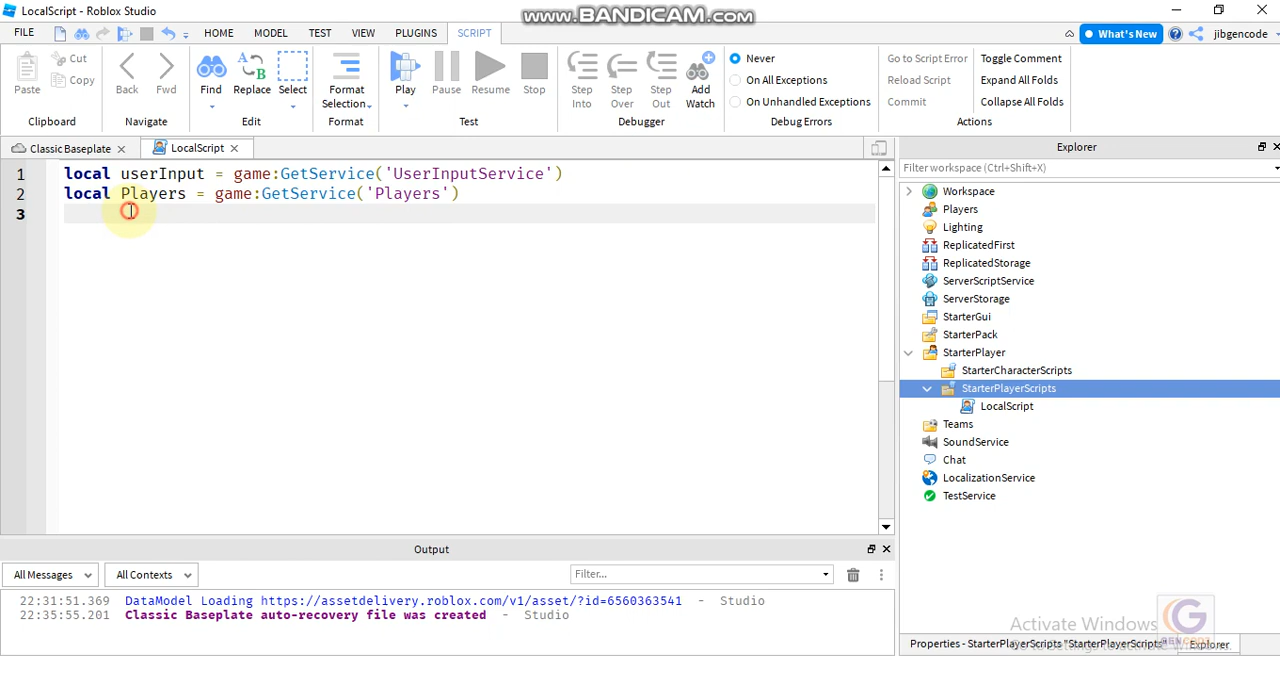 LocalScript - Roblox Studio
www.BANDICAM.com
FILE HOME MODEL TEST VIEW PLUGINS SCRIPT What's New jibgencode
Paste Cut Copy Back Fwd Find Replace Select Format Selection Play Pause Resume Stop Step Into Step Over Step Out Add Watch
Never
On All Exceptions
On Unhandled Exceptions
Go to Script Error
Reload Script
Commit
Toggle Comment
Expand All Folds
Collapse All Folds
Clipboard Navigate Edit Format Test Debugger Debug Errors Actions
Classic Baseplate LocalScript
1 local userInput = game:GetService('UserInputService')
2 local Players = game:GetService('Players')
3
Explorer
Filter workspace (Ctrl+Shift+X)
Workspace
Players
Lighting
ReplicatedFirst
ReplicatedStorage
ServerScriptService
ServerStorage
StarterGui
StarterPack
StarterPlayer
StarterCharacterScripts
StarterPlayerScripts
LocalScript
Teams
SoundService
Chat
LocalizationService
TestService
Output
All Messages All Contexts Filter...
22:31:51.369 DataModel Loading https://assetdelivery.roblox.com/v1/asset/?id=6560363541 - Studio
22:35:55.201 Classic Baseplate auto-recovery file was created - Studio
Activate Windows
Properties - StarterPlayerScripts "StarterPlayerScripts" Explorer